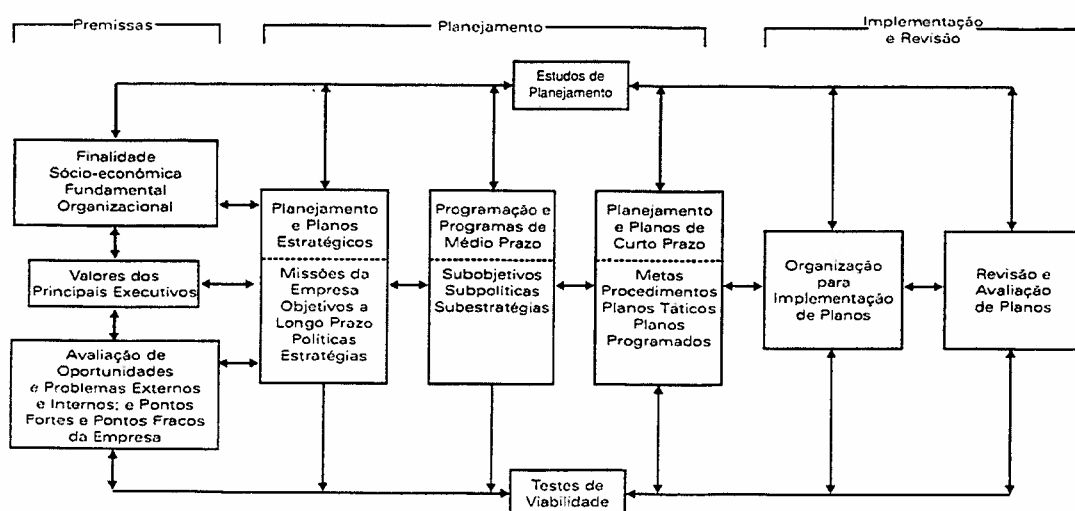 Premissas
Planejamento
Implementação
e Revisão
Estudos de
Planejamento
Finalidade
Sócio-económica
Fundamental
Organizacional
Valores dos
Principais Executivos
Avaliação de
Oportunidades
e Problemas Externos
e Internos; e Pontos
Fortes e Pontos Fracos
da Empresa
Planejamento
e Planos
Estratégicos
Missões da
Empresa
Objetivos a
Longo Prazo
Políticas
Estratégias
Programação e
Programas de
Médio Prazo
Subobjetivos
Subpolíticas
Subestratégias
Planejamento
e Planos de
Curto Prazo
Metas
Procedimentos
Planos Táticos
Planos
Programados
Organização
para
Implementação
de Planos
Revisão e
Avaliação
de Planos
Testes de
Viabilidade